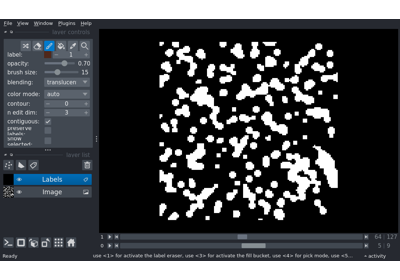 File View Window Plugins Help
layer controls
label: 1
opacity: 0.70
brush size: 15
blending: translucen
color mode: auto
contour: 0
n edit dim: 3
contiguous:
preserve
labels:
show
selected:
layer list
Labels
Image
1 64 127
0 5 9
Ready use <1> for activate the label eraser, use <3> for activate the fill bucket, use <4> for pick mode, use <5... activity